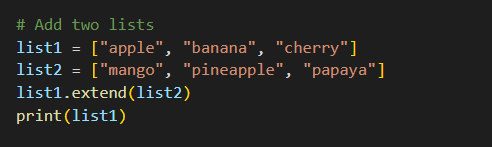 # Add two lists
list1 = ["apple", "banana", "cherry"]
list2 = ["mango", "pineapple", "papaya"]
list1.extend(list2)
print(list1)